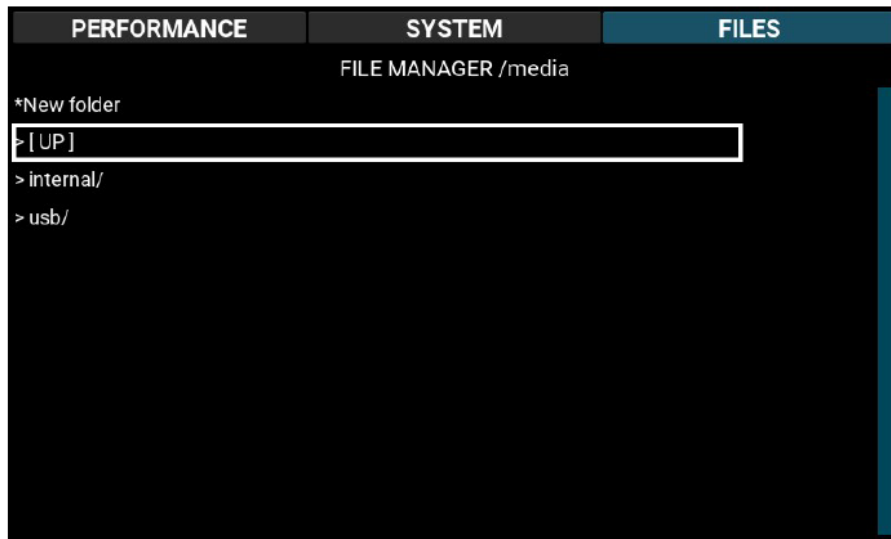 PERFORMANCE SYSTEM FILES
FILE MANAGER /media
*New folder
> [ UP ]
> internal/
> usb/